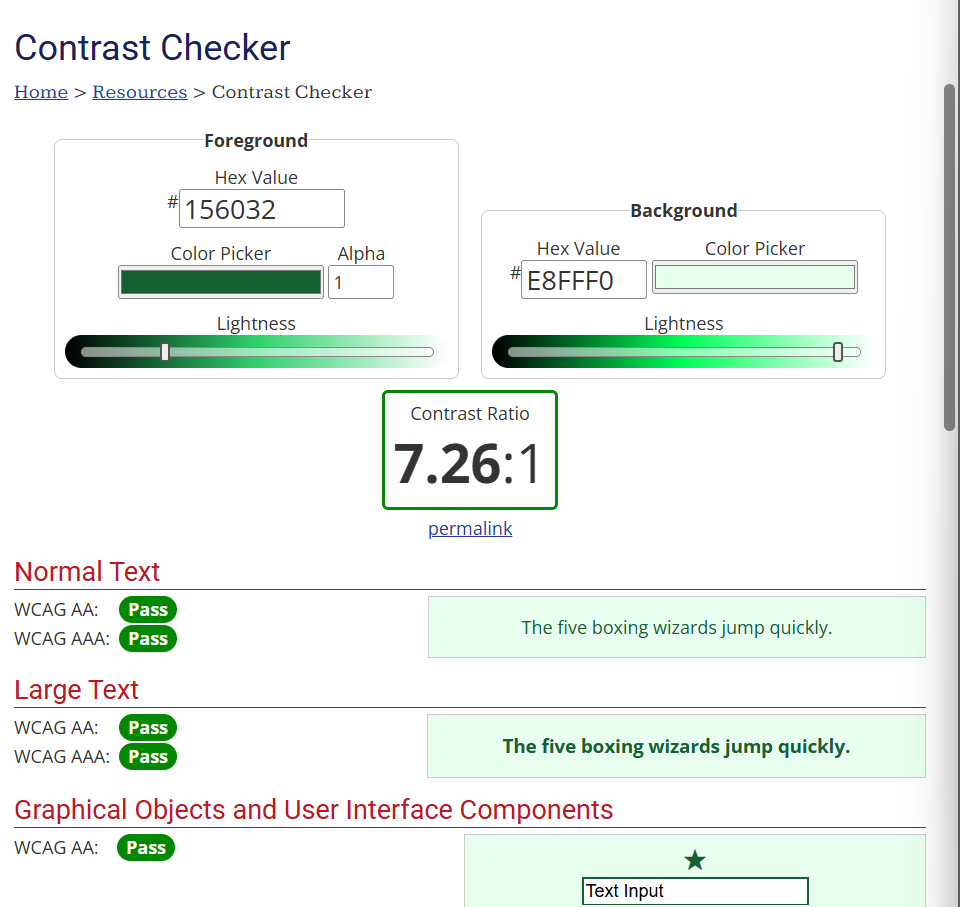 Contrast Checker
Home > Resources > Contrast Checker
Foreground
Hex Value
# 156032
Color Picker Alpha
1
Lightness
Background
Hex Value Color Picker
# E8FFF0
Lightness
Contrast Ratio
7.26:1
permalink
Normal Text
WCAG AA: Pass
WCAG AAA: Pass
The five boxing wizards jump quickly.
Large Text
WCAG AA: Pass
WCAG AAA: Pass
The five boxing wizards jump quickly.
Graphical Objects and User Interface Components
WCAG AA: Pass
Text Input